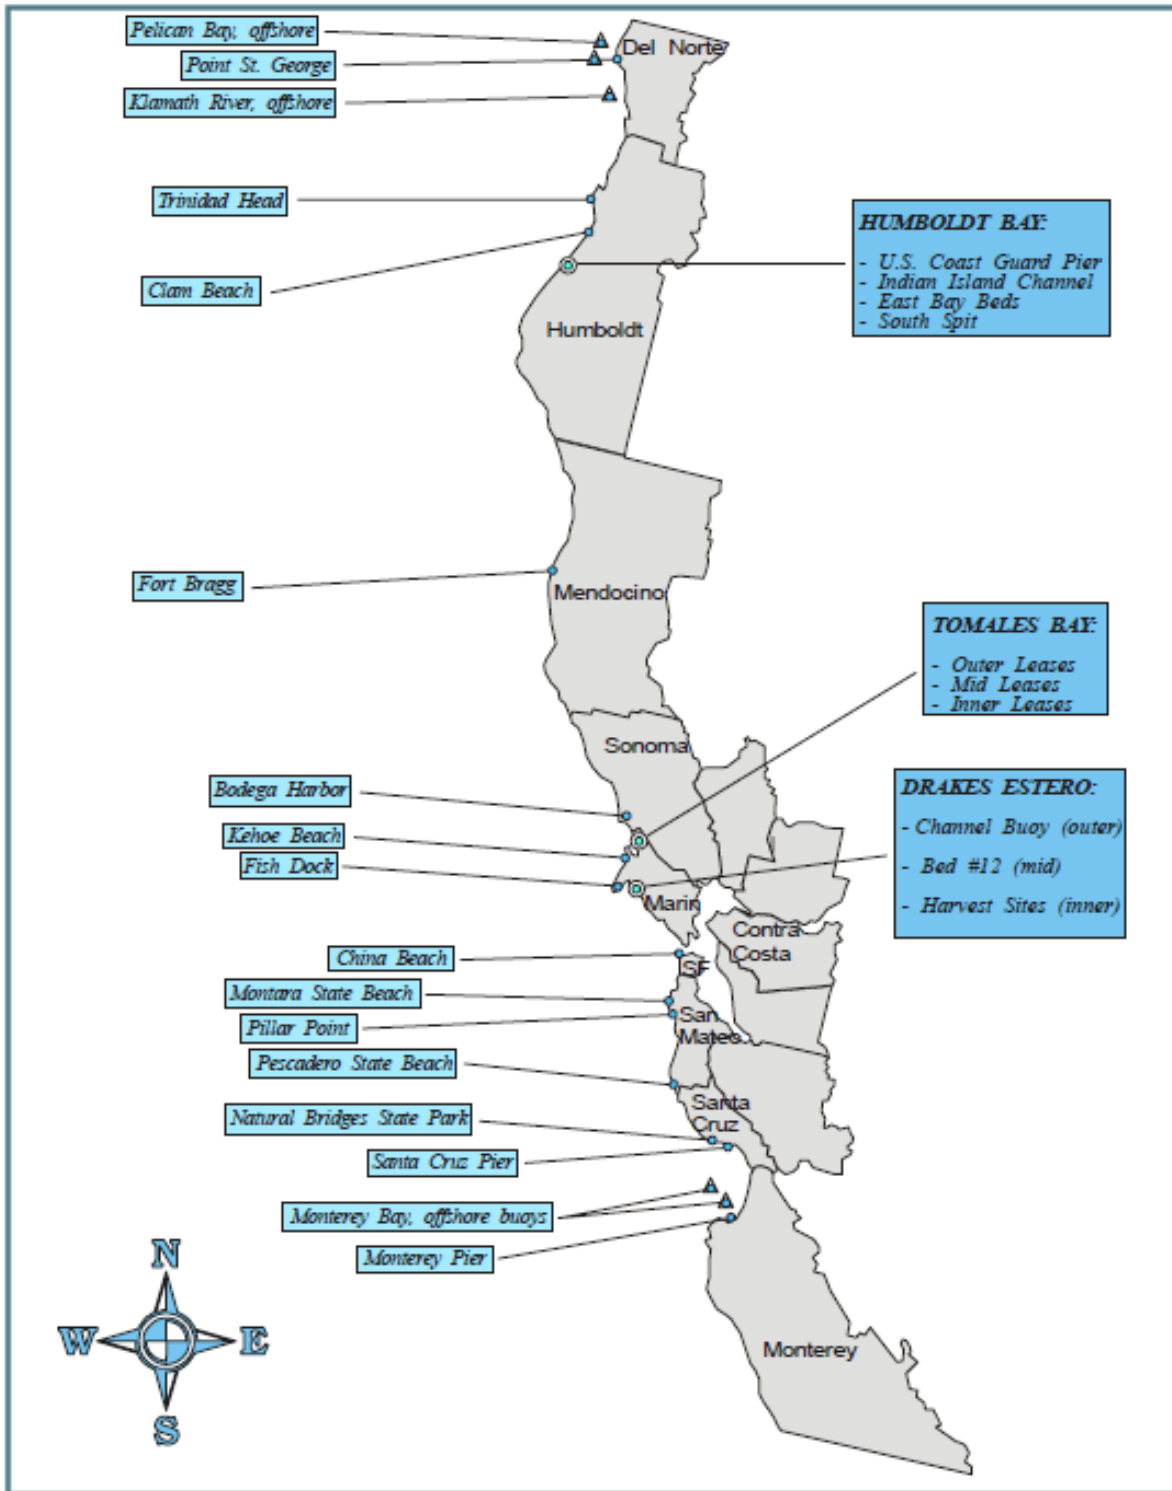 Pelican Bay, offshore
Point St. George
Klamath River, offshore
Del Norte
Trinidad Head
Clam Beach
HUMBOLDT BAY:
- U.S. Coast Guard Pier
- Indian Island Channel
- East Bay Beds
- South Spit
Humboldt
Fort Bragg
Mendocino
TOMALES BAY:
- Outer Leases
- Mid Leases
- Inner Leases
Sonoma
Bodega Harbor
Kehoe Beach
Fish Dock
DRAKES ESTERO:
- Channel Buoy (outer)
- Bed #12 (mid)
- Harvest Sites (inner)
Marin
Contra
Costa
China Beach
SF
Montara State Beach
Pillar Point
San
Mateo
Pescadero State Beach
Santa
Cruz
Natural Bridges State Park
Santa Cruz Pier
Monterey Bay, offshore buoys
Monterey Pier
Monterey
N
W
E
S